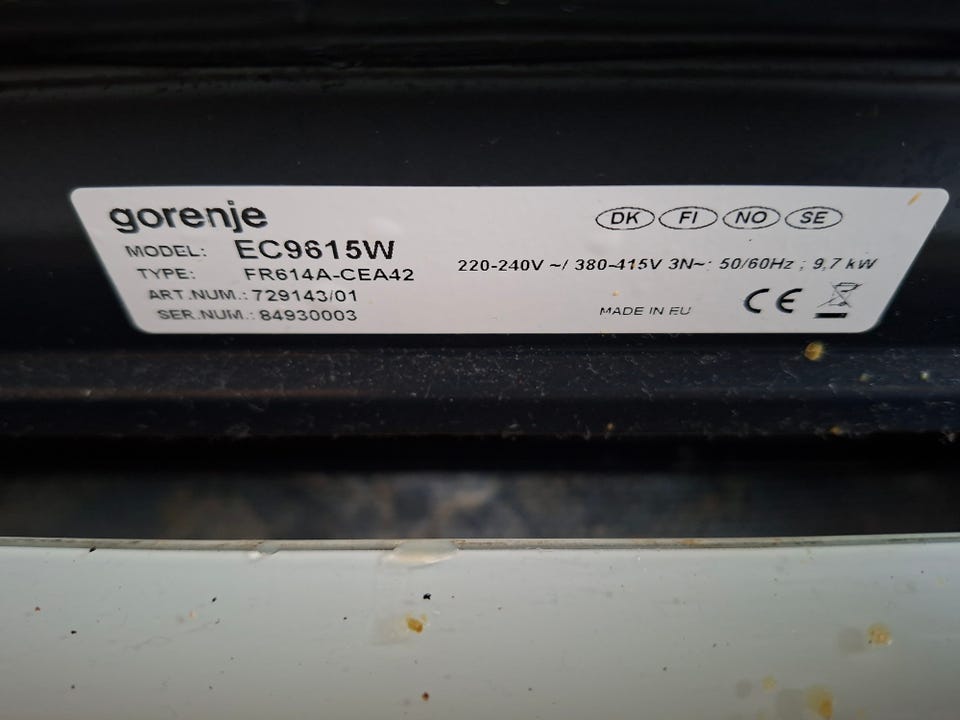 gorenje
DK FI NO SE
MODEL: EC9615W
TYPE: FR614A-CEA42
220-240V ~/ 380-415V 3N~: 50/60Hz ; 9,7 kW
ART.NUM.: 729143/01
SER.NUM.: 84930003
MADE IN EU
CE